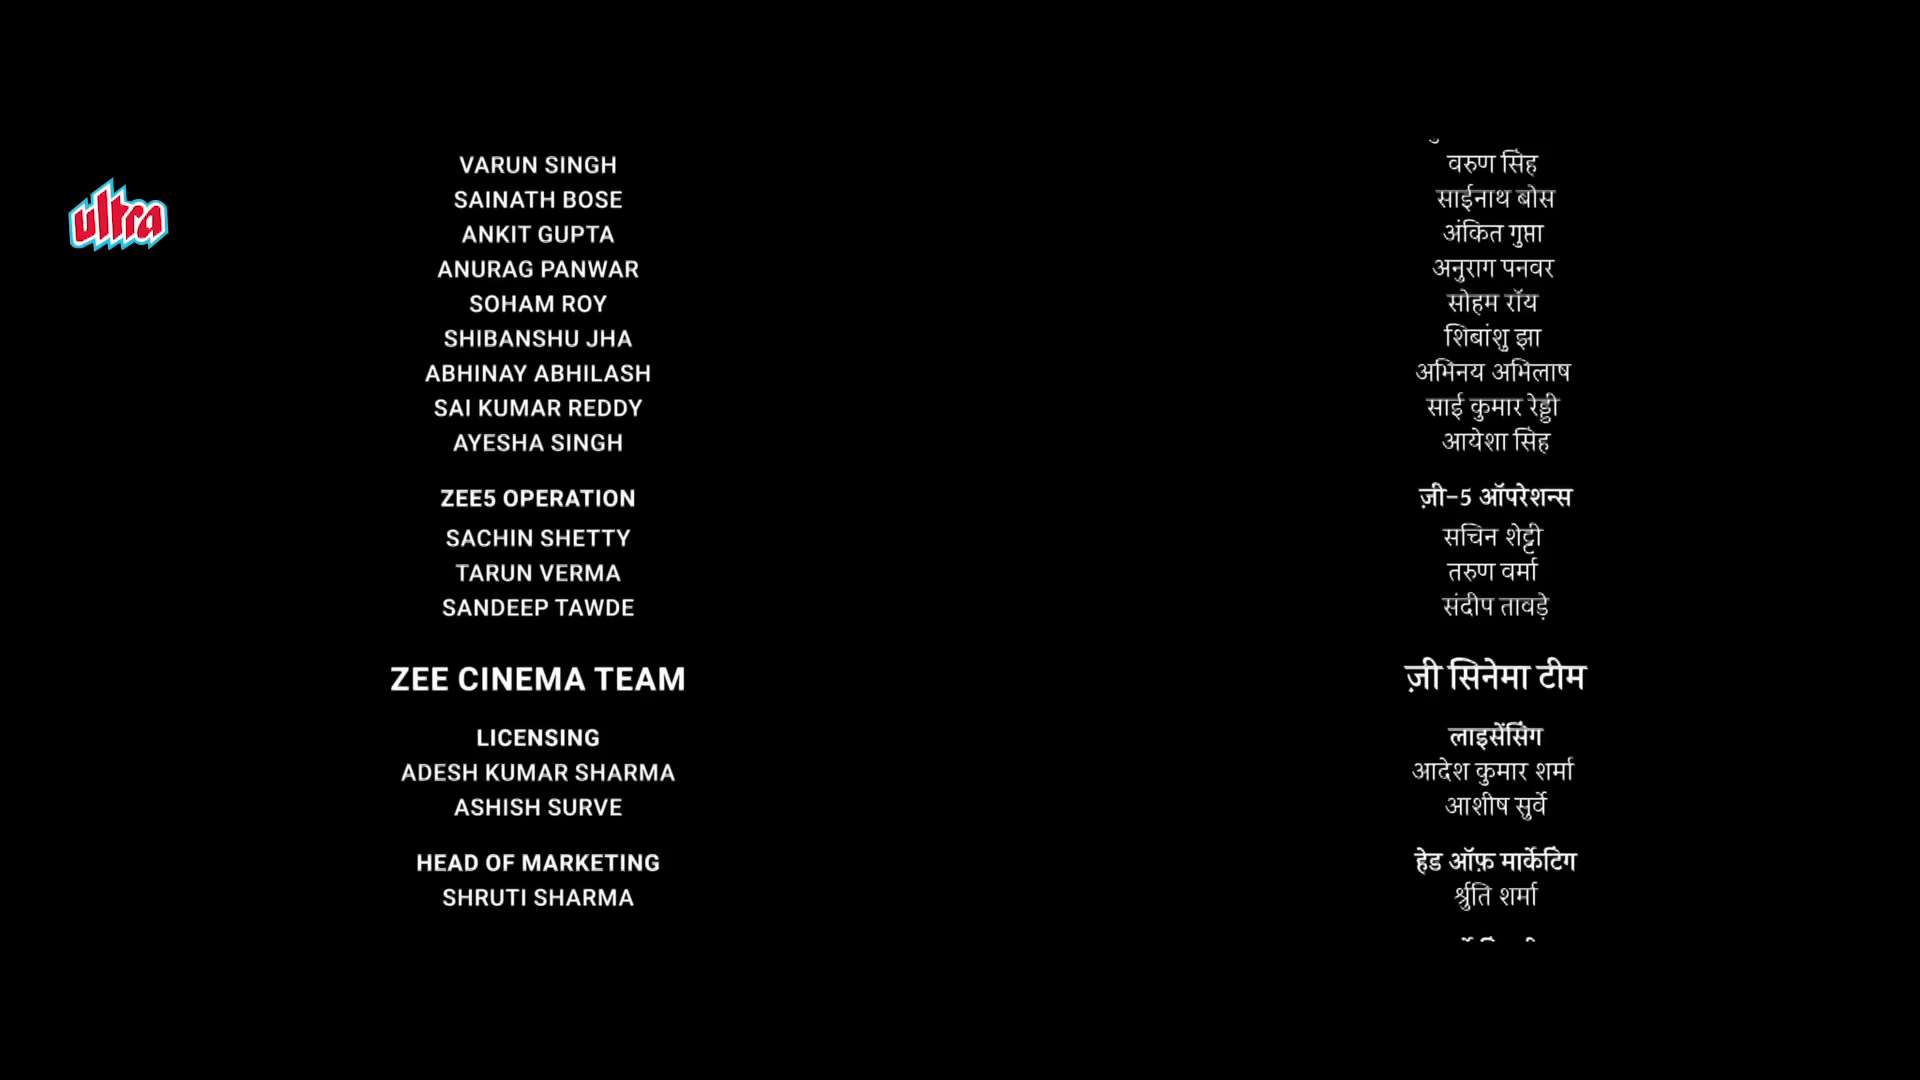 ultra
VARUN SINGH वरुण सिंह
SAINATH BOSE साईनाथ बोस
ANKIT GUPTA अंकित गुप्ता
ANURAG PANWAR अनुराग पनवर
SOHAM ROY सोहम रॉय
SHIBANSHU JHA शिबांशु झा
ABHINAY ABHILASH अभिनय अभिलाष
SAI KUMAR REDDY साई कुमार रेड्डी
AYESHA SINGH आयेशा सिंह
ZEE5 OPERATION ज़ी-5 ऑपरेशन्स
SACHIN SHETTY सचिन शेट्टी
TARUN VERMA तरुण वर्मा
SANDEEP TAWDE संदीप तावड़े
ZEE CINEMA TEAM ज़ी सिनेमा टीम
LICENSING लाइसेंसिंग
ADESH KUMAR SHARMA आदेश कुमार शर्मा
ASHISH SURVE आशीष सुर्वे
HEAD OF MARKETING हेड ऑफ़ मार्केटिंग
SHRUTI SHARMA श्रुति शर्मा